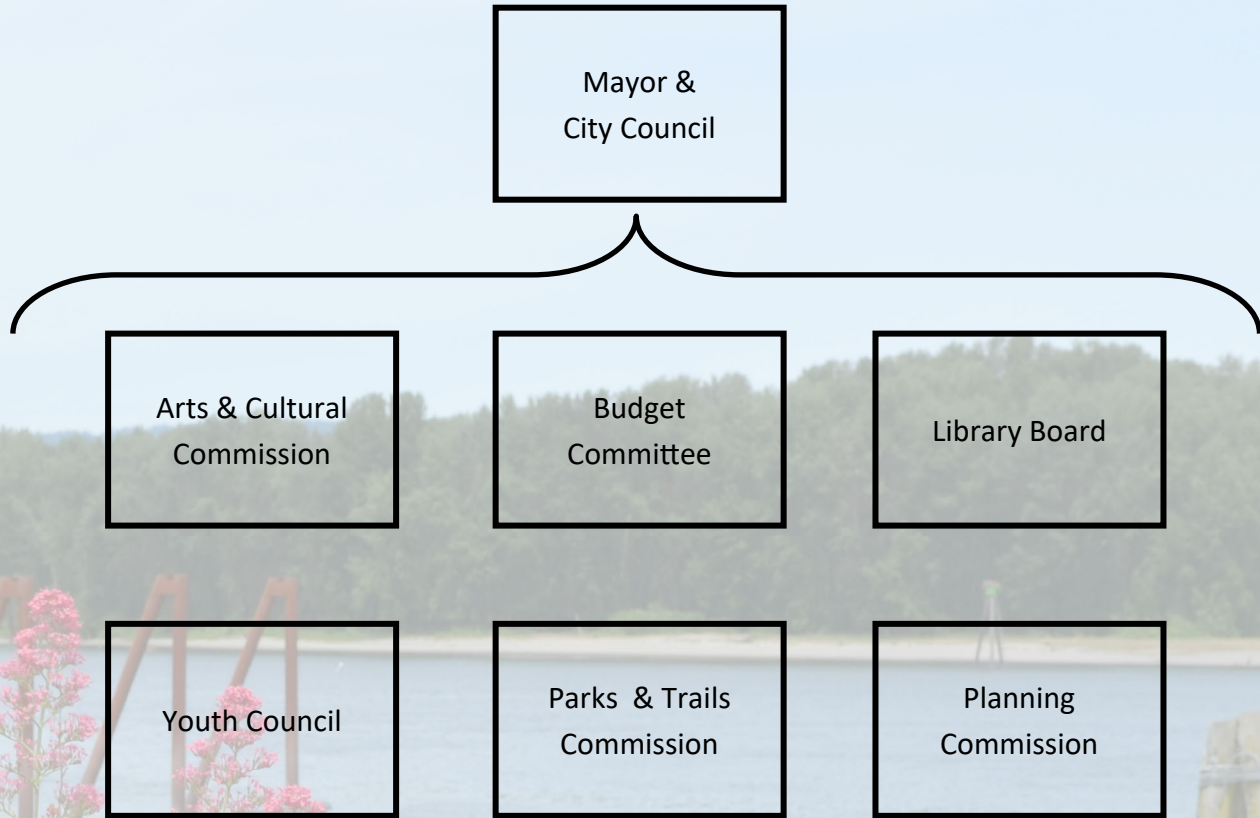 Mayor &
City Council
Arts & Cultural
Commission
Budget
Committee
Library Board
Youth Council
Parks  & Trails
Commission
Planning
Commission